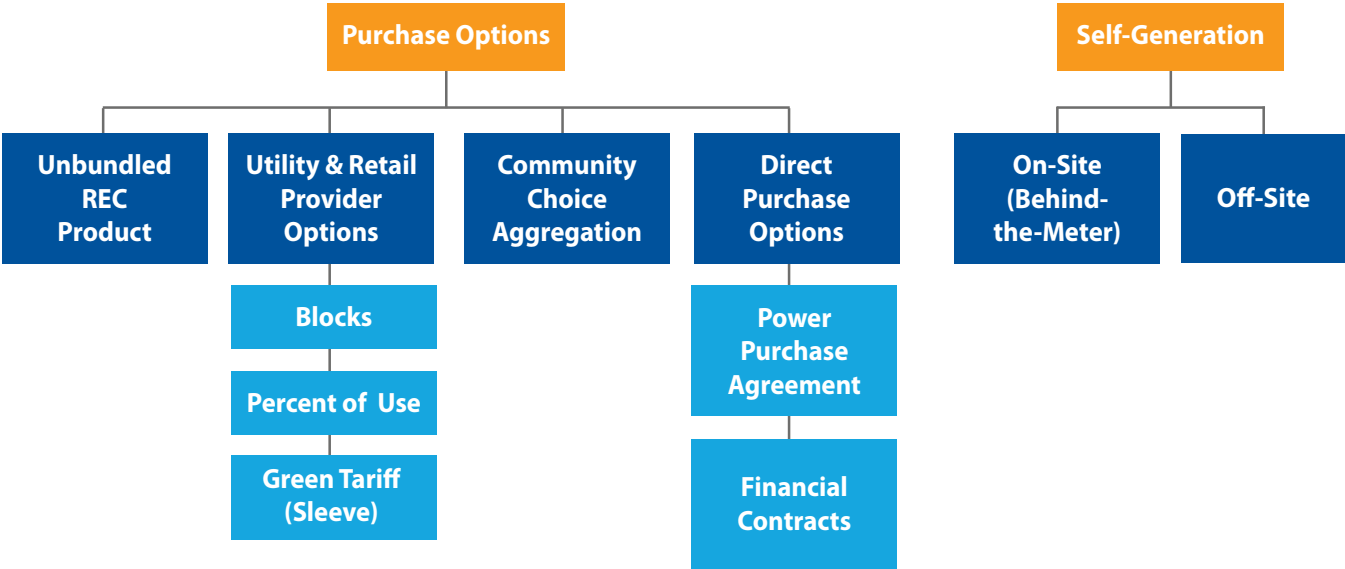 Purchase Options
Self-Generation
Unbundled
REC
Product
Utility & Retail
Provider
Options
Community
Choice
Aggregation
Direct
Purchase
Options
On-Site
(Behind-
the-Meter)
Off-Site
Blocks
Percent of Use
Green Tariff
(Sleeve)
Power
Purchase
Agreement
Financial
Contracts